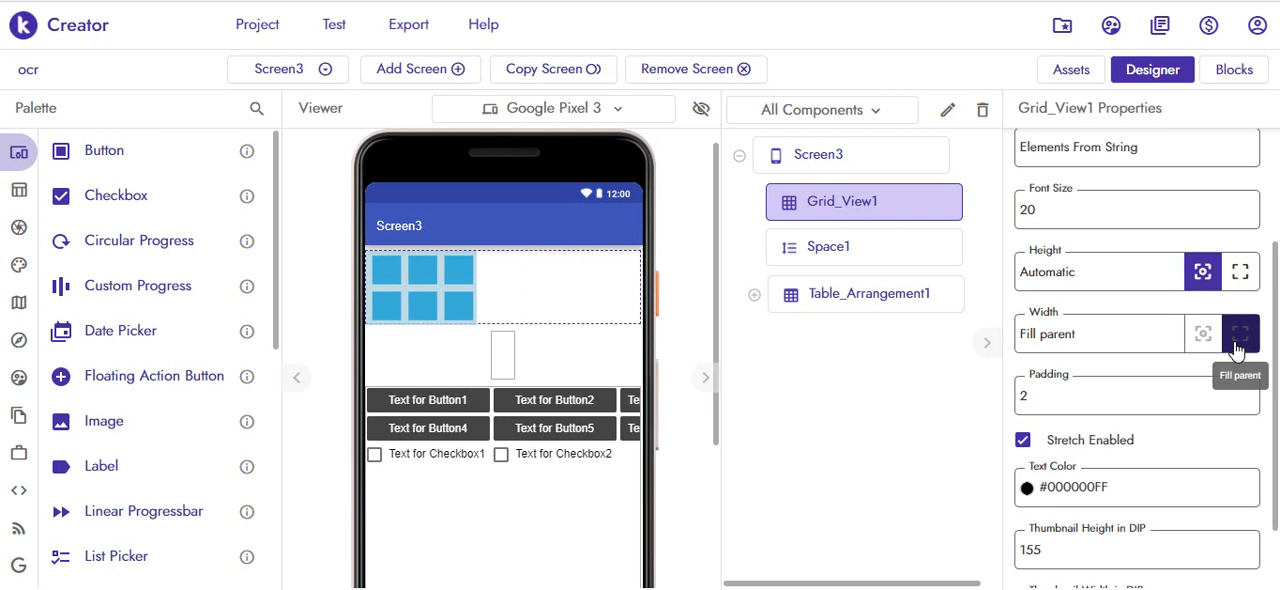 Creator
Project
Test
Export
Help
ocr
Screen3
Add Screen
Copy Screen
Remove Screen
Assets
Designer
Blocks
Palette
Viewer
Google Pixel 3
All Components
Grid_View1 Properties
Button
Checkbox
Circular Progress
Custom Progress
Date Picker
Floating Action Button
Image
Label
Linear Progressbar
List Picker
12:00
Screen3
Text for Button1
Text for Button2
Te
Text for Button4
Text for Button5
Te
Text for Checkbox1
Text for Checkbox2
Screen3
Grid_View1
Space1
Table_Arrangement1
Elements From String
Font Size
20
Height
Automatic
Width
Fill parent
Fill parent
Padding
2
Stretch Enabled
Text Color
#000000FF
Thumbnail Height in DIP
155